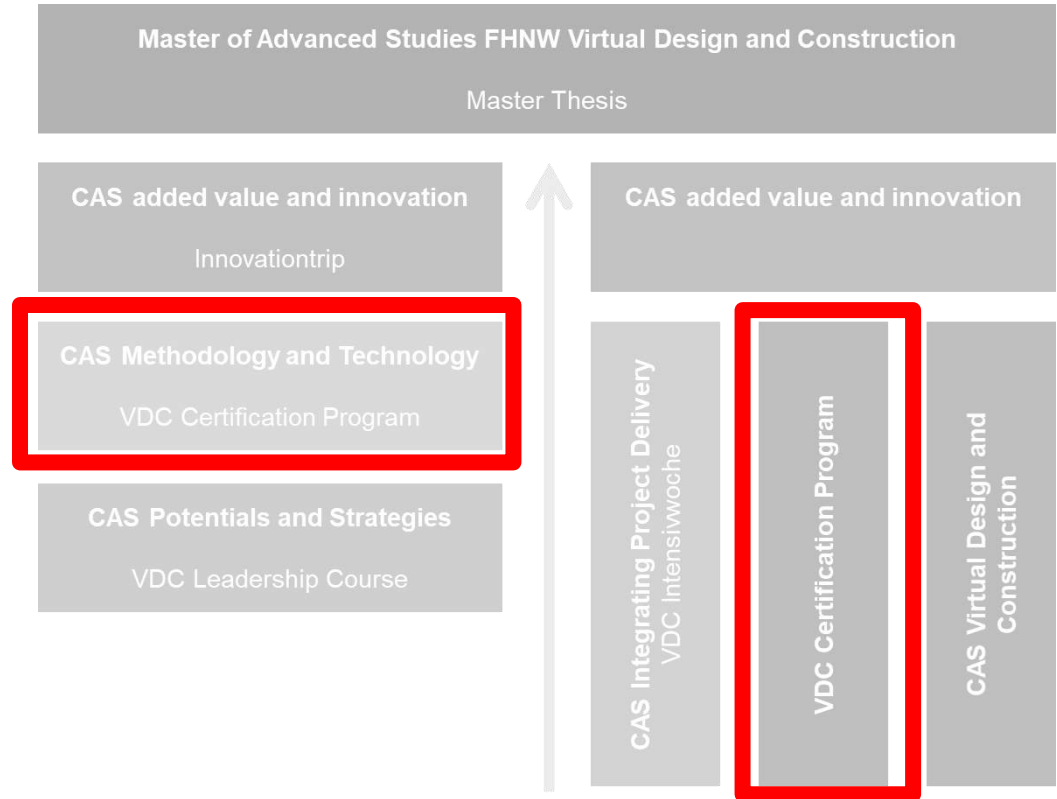 Master of Advanced Studies FHNW Virtual Design and Construction
Master Thesis
CAS added value and innovation
Innovationtrip
CAS Methodology and Technology
VDC Certification Program
CAS Potentials and Strategies
VDC Leadership Course
CAS added value and innovation
CAS Integrating Project Delivery
VDC Intensivwoche
VDC Certification Program
CAS Virtual Design and
Construction